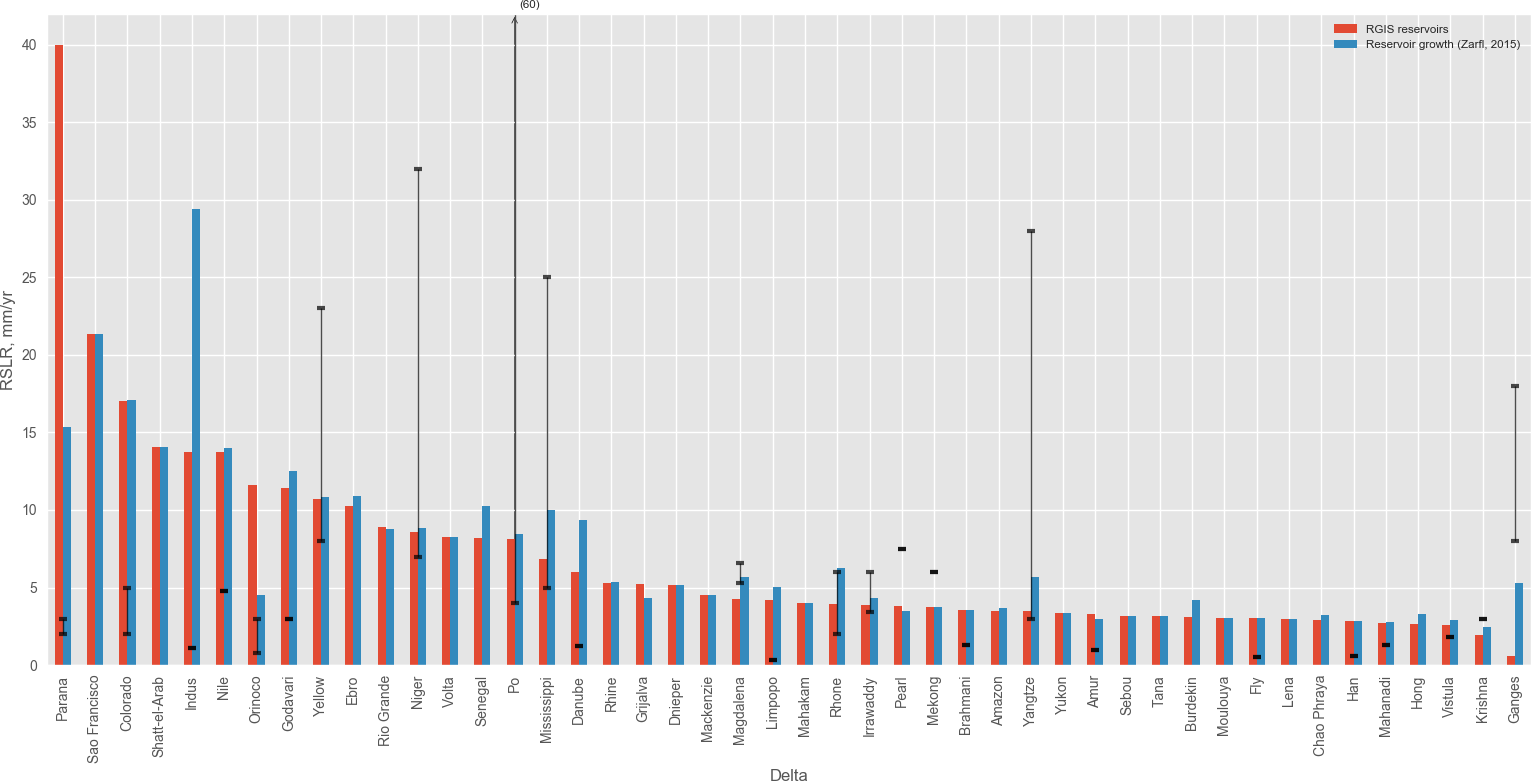 (60)
RGIS reservoirs
Reservoir growth (Zarfl, 2015)
RSLR, mm/yr
40
35
30
25
20
15
10
5
0
Parana
Sao Francisco
Colorado
Shatt-el-Arab
Indus
Nile
Orinoco
Godavari
Yellow
Ebro
Rio Grande
Niger
Volta
Senegal
Po
Mississippi
Danube
Rhine
Grijalva
Dnieper
Mackenzie
Magdalena
Limpopo
Mahakam
Rhone
Irrawaddy
Pearl
Mekong
Brahmani
Amazon
Yangtze
Yukon
Amur
Sebou
Tana
Burdekin
Moulouya
Fly
Lena
Chao Phraya
Han
Mahanadi
Hong
Vistula
Krishna
Ganges
Delta